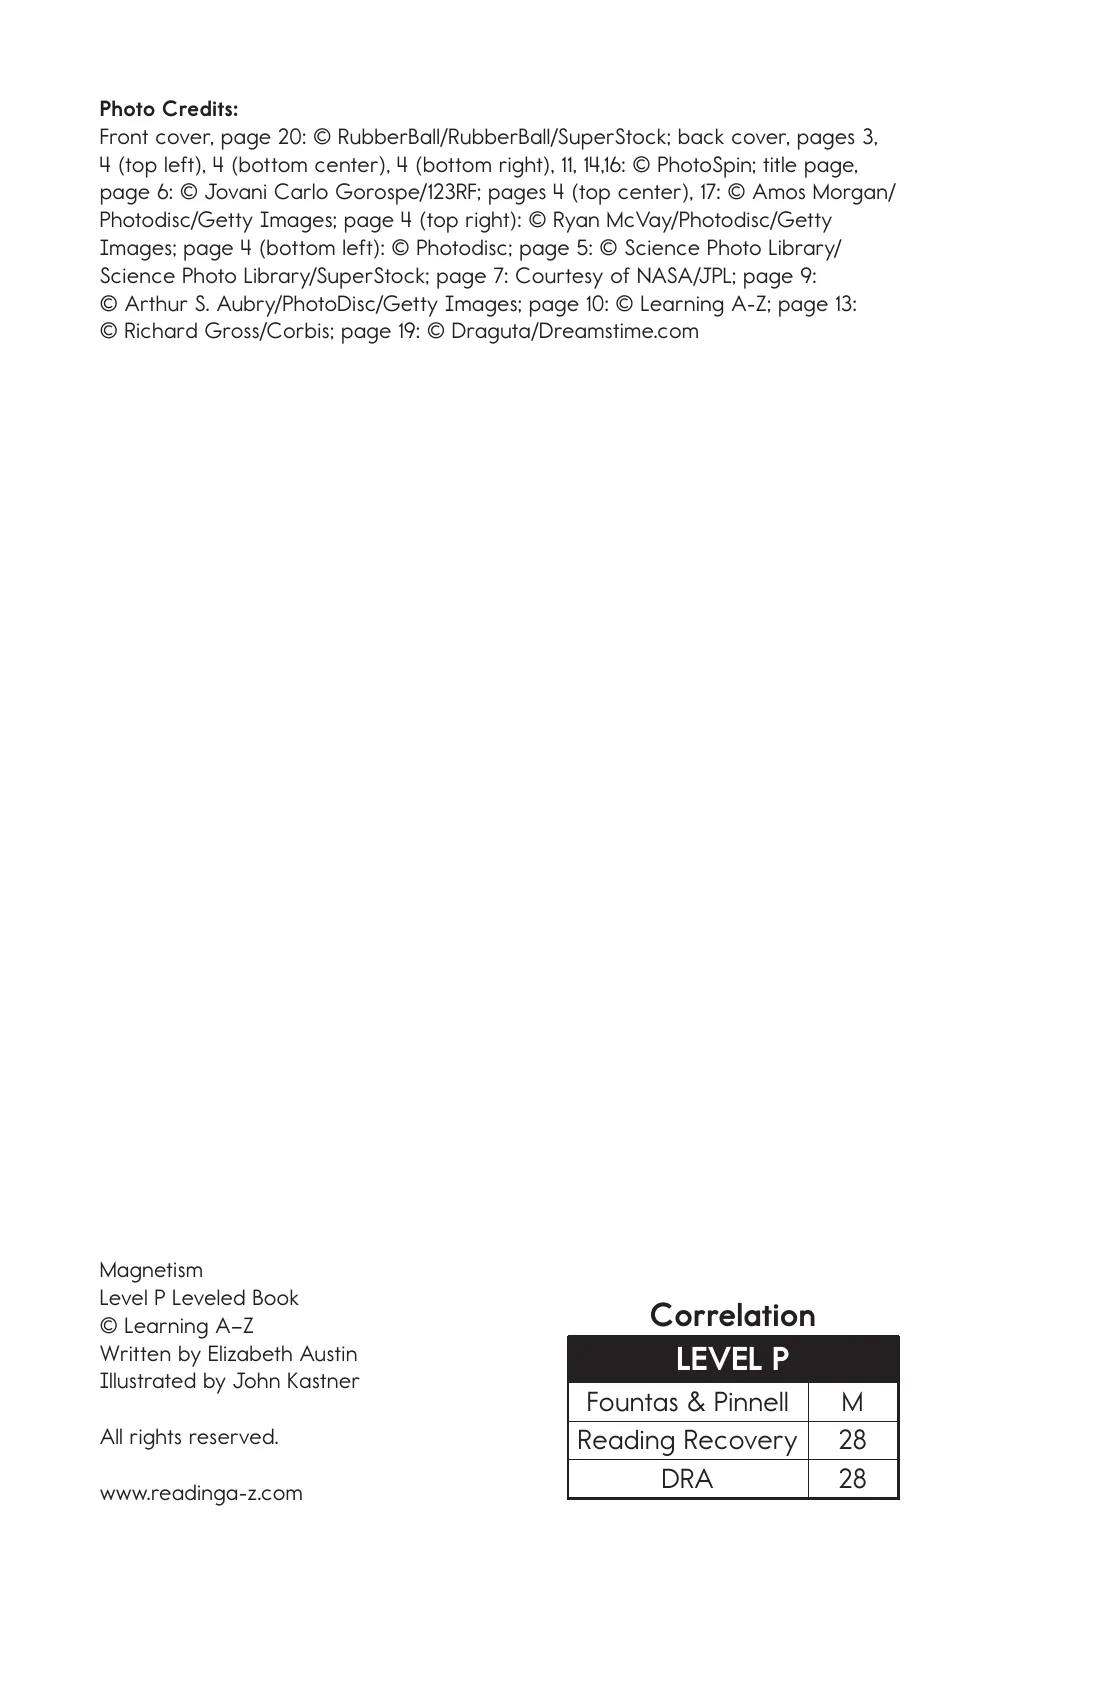 Photo Credits:
Front cover, page 20: © RubberBall/RubberBall/SuperStock; back cover, pages 3,
4 (top left), 4 (bottom center), 4 (bottom right), 11, 14,16: © PhotoSpin; title page,
page 6: © Jovani Carlo Gorospe/123RF; pages 4 (top center), 17: © Amos Morgan/
Photodisc/Getty Images; page 4 (top right): © Ryan McVay/Photodisc/Getty
Images; page 4 (bottom left): © Photodisc; page 5: © Science Photo Library/
Science Photo Library/SuperStock; page 7: Courtesy of NASA/JPL; page 9:
© Arthur S. Aubry/PhotoDisc/Getty Images; page 10: © Learning A-Z; page 13:
© Richard Gross/Corbis; page 19: © Draguta/Dreamstime.com
Magnetism
Level P Leveled Book
© Learning A–Z
Written by Elizabeth Austin
Illustrated by John Kastner
All rights reserved.
www.readinga-z.com
Correlation
LEVEL P
Fountas & Pinnell M
Reading Recovery 28
DRA 28